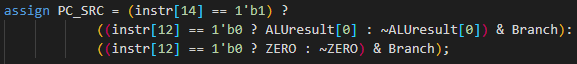 assign PC_SRC = (instr[14] == 1'b1) ?
((instr[12] == 1'b0 ? ALUresult[0] : ~ALUResult[0]) & Branch):
((instr[12] == 1'b0 ? ZERO : ~ZERO) & Branch);